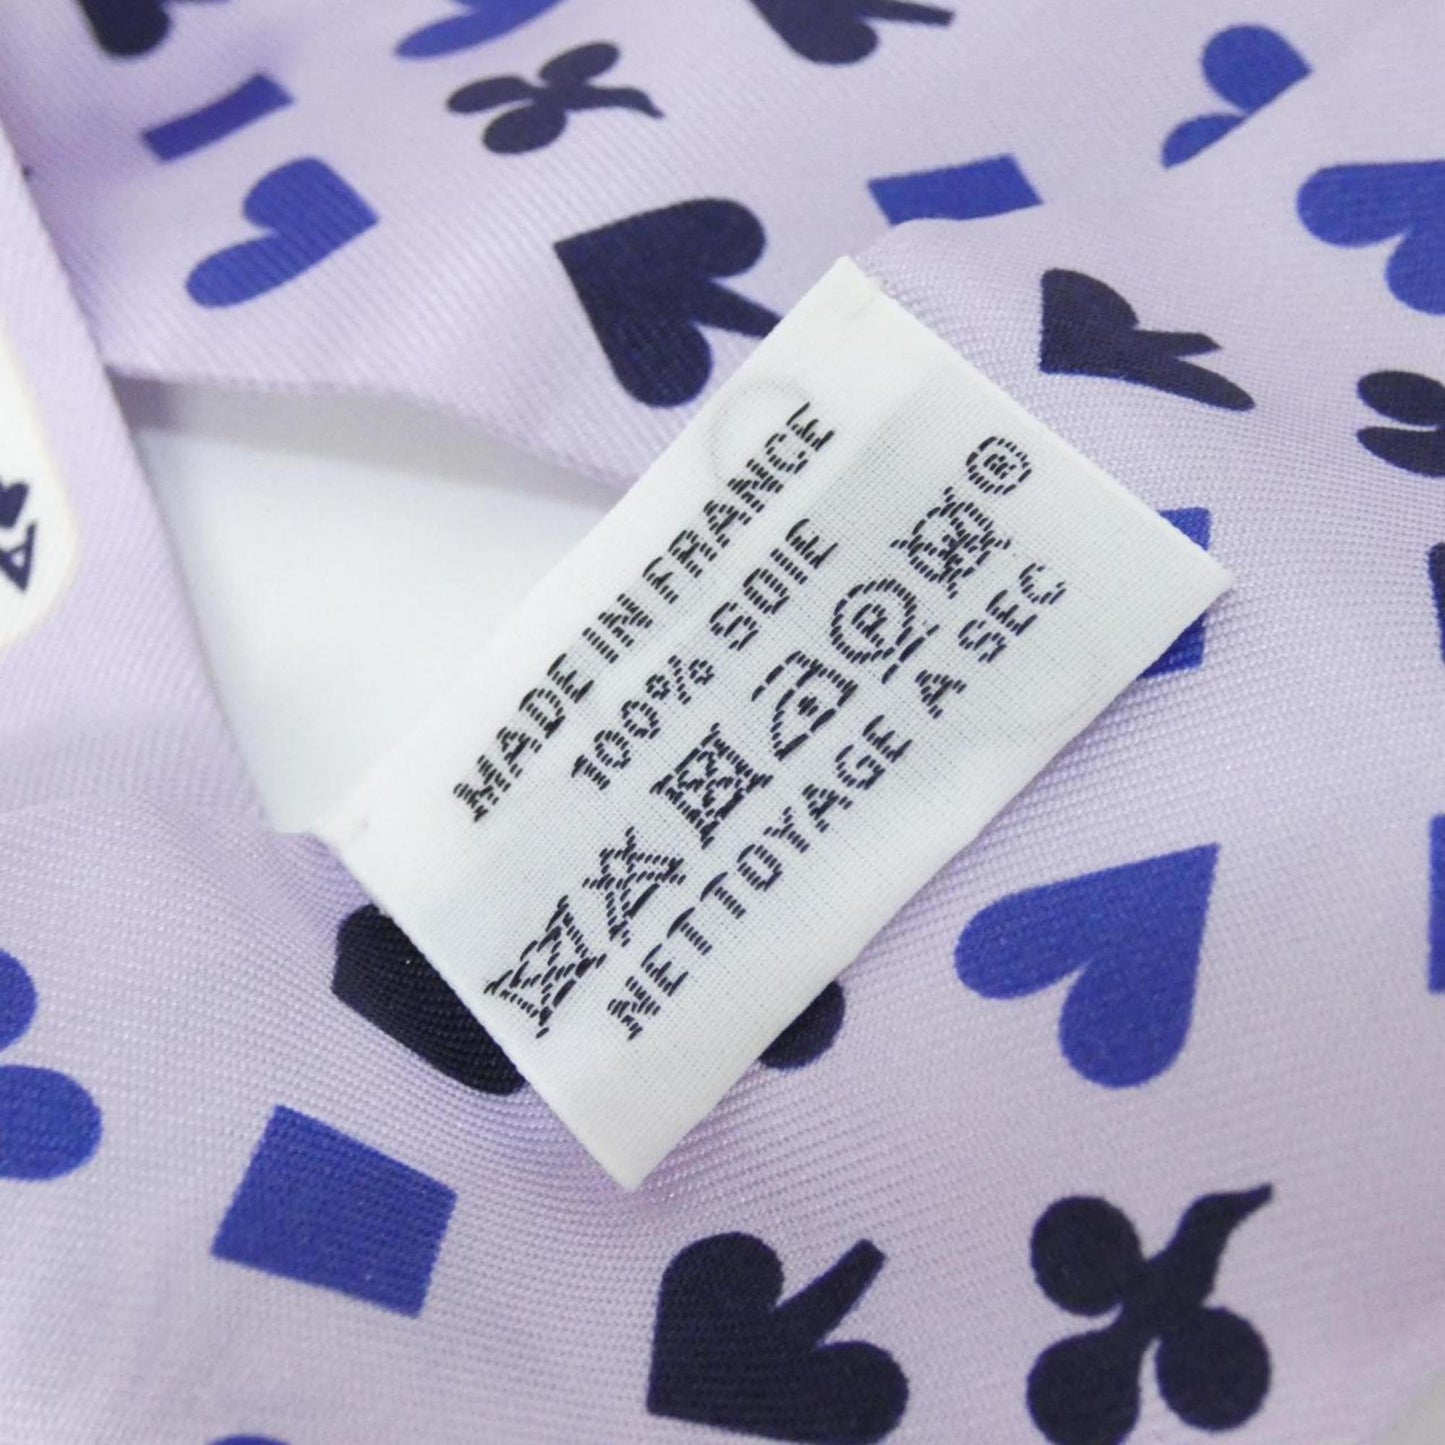 MADE IN FRANCE
100% SOIE
P ®
NETTOYAGE A SEC
A